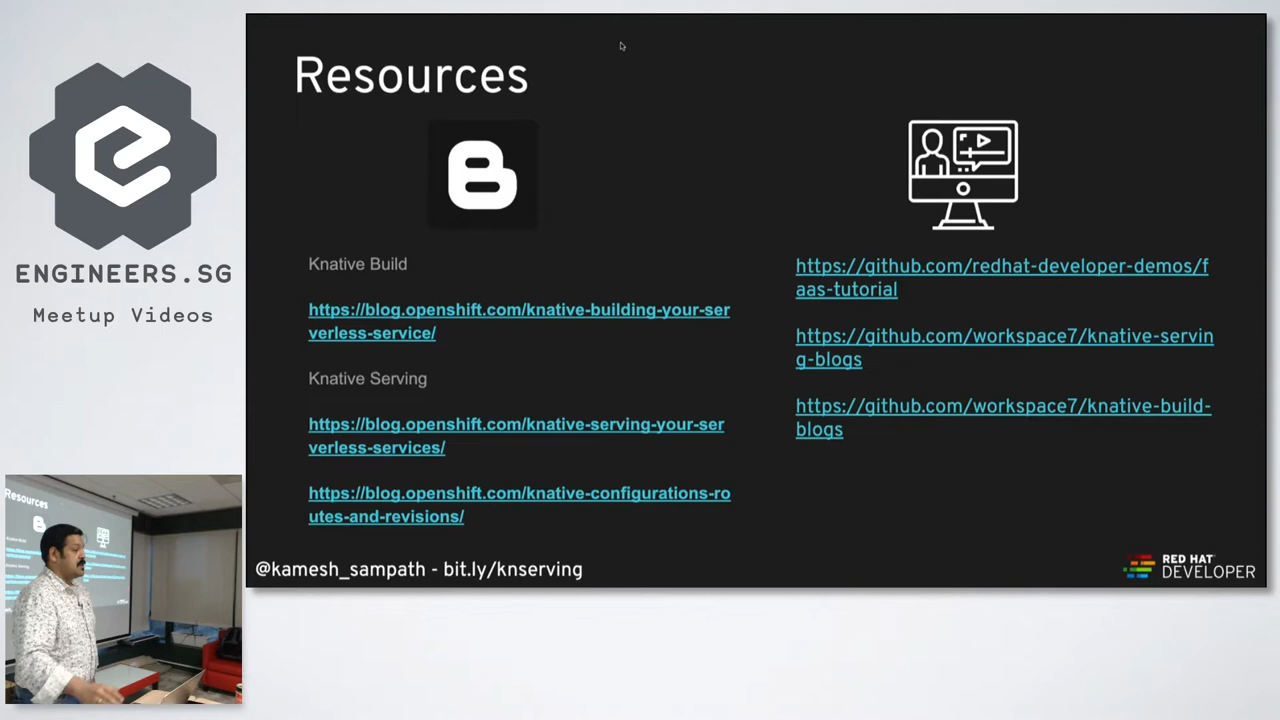 ENGINEERS.SG
Meetup Videos
Resources
Knative Build
https://blog.openshift.com/knative-building-your-ser
verless-service/
Knative Serving
https://blog.openshift.com/knative-serving-your-ser
verless-services/
https://blog.openshift.com/knative-configurations-ro
utes-and-revisions/
https://github.com/redhat-developer-demos/f
aas-tutorial
https://github.com/workspace7/knative-servin
g-blogs
https://github.com/workspace7/knative-build-
blogs
@kamesh_sampath - bit.ly/knserving
RED HAT
DEVELOPER
Resources